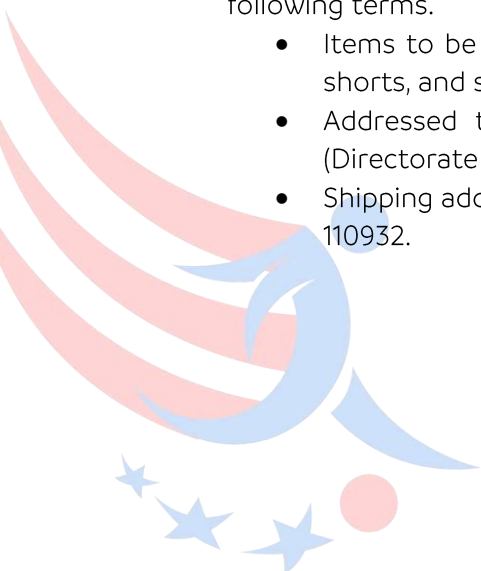 following terms.
• Items to be
shorts, and s
• Addressed t
(Directorate
• Shipping add
110932.